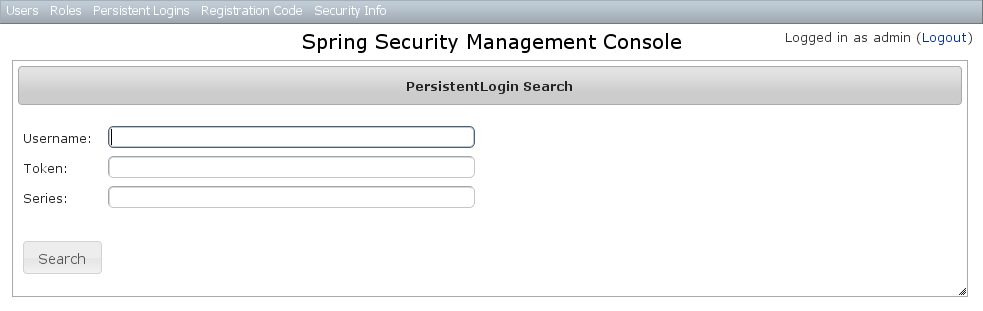 Users Roles Persistent Logins Registration Code Security Info
Spring Security Management Console
Logged in as admin (Logout)
PersistentLogin Search
Username:
Token:
Series:
Search